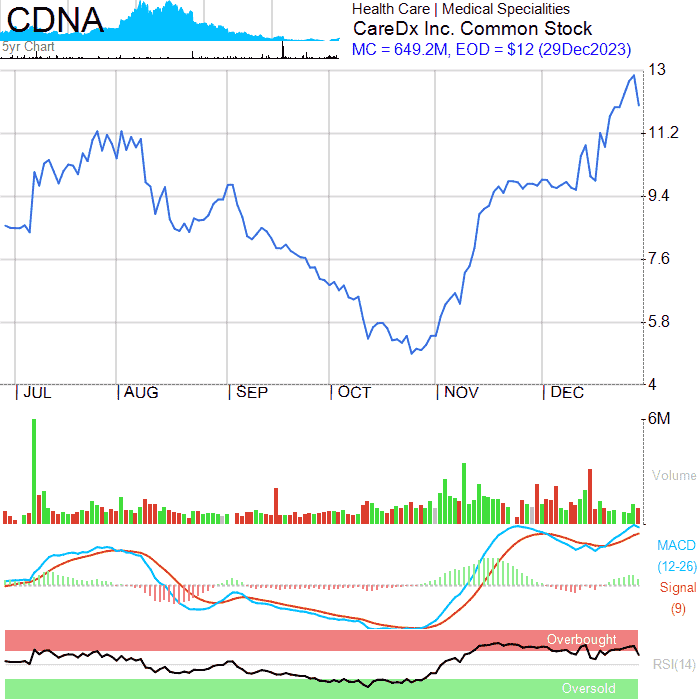 CDNA
5yr Chart
Health Care | Medical Specialities
CareDx Inc. Common Stock
MC = 649.2M, EOD = $12 (29Dec2023)
13
11.2
9.4
7.6
5.8
4
JUL AUG SEP OCT NOV DEC
6M
Volume
MACD
(12-26)
Signal
(9)
Overbought
RSI(14)
Oversold